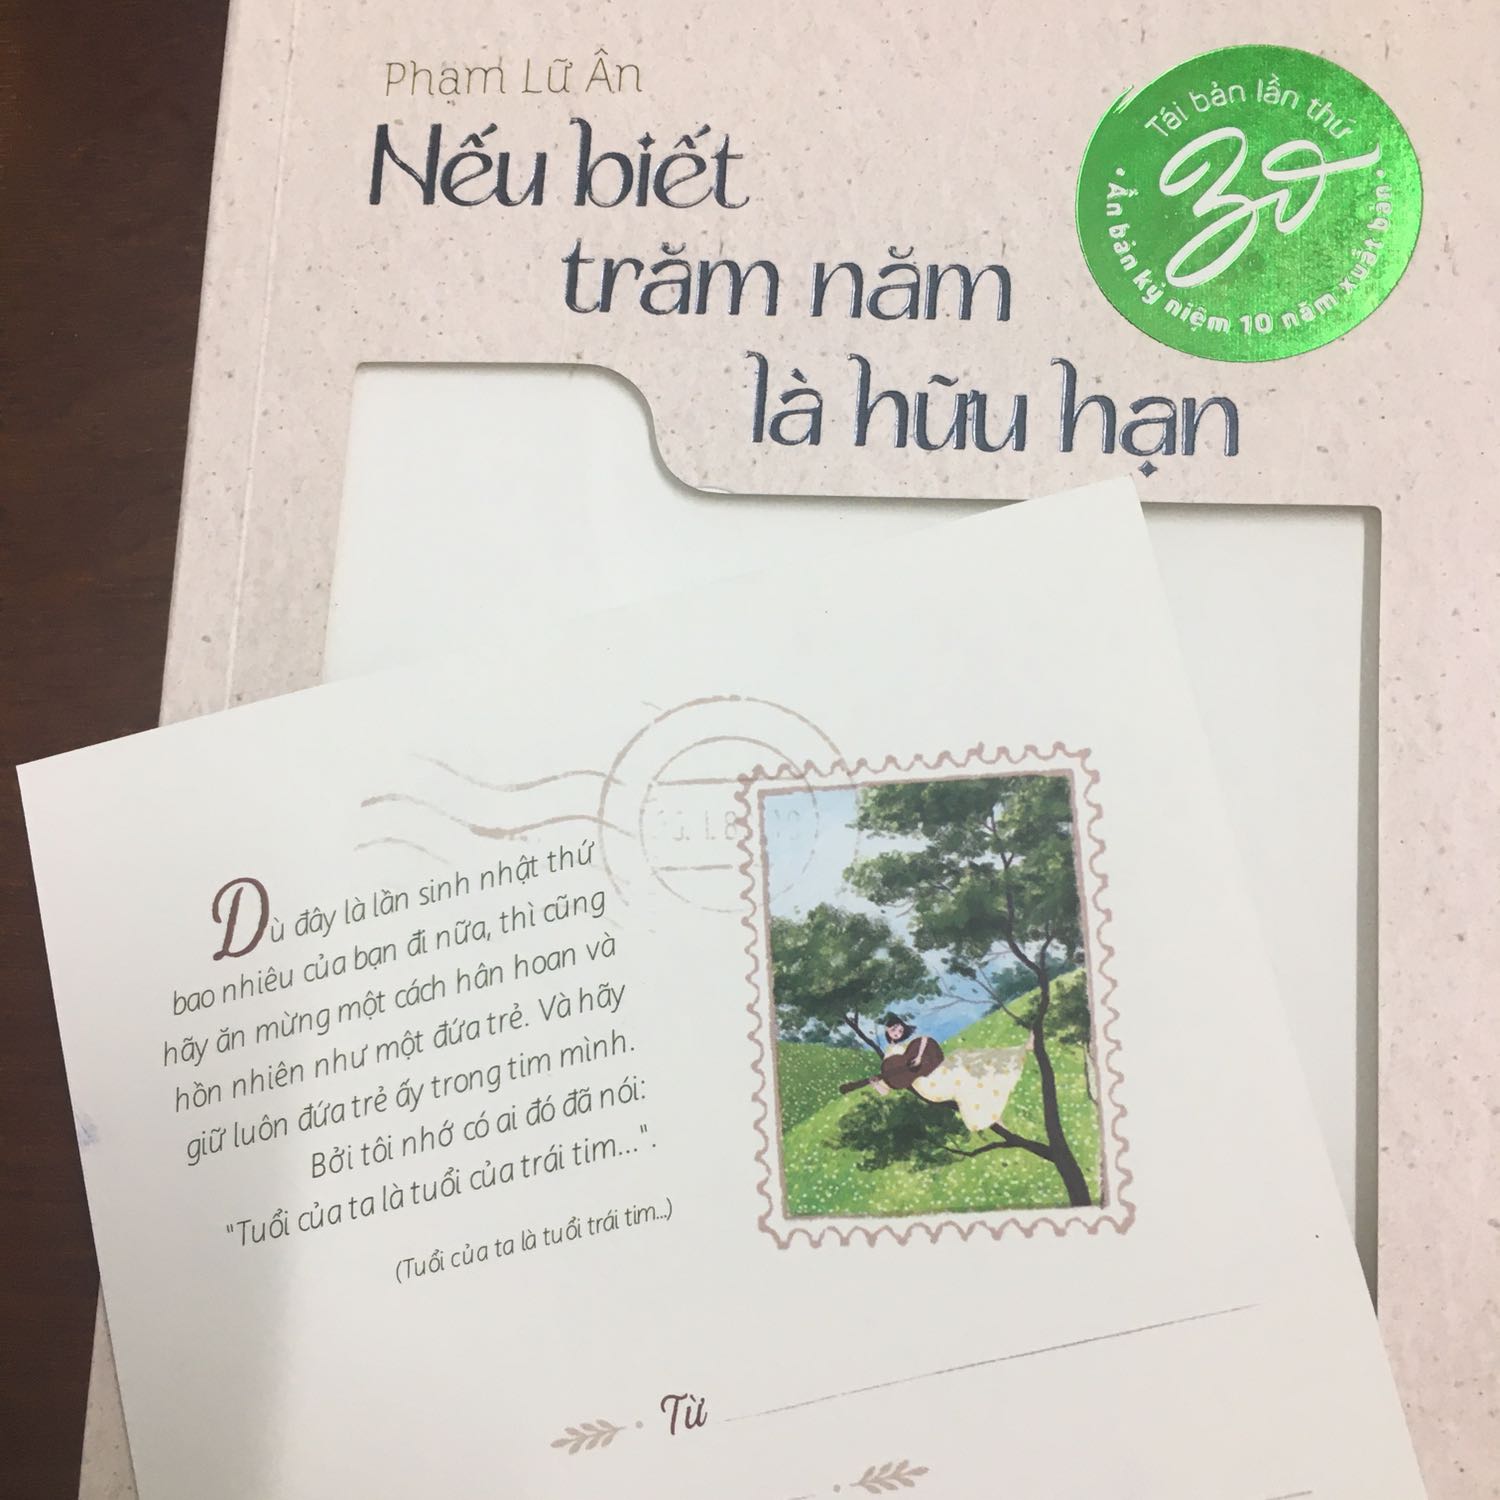 Phạm Lữ Ân
Nếu biết
trăm năm
là hữu hạn
Tái bản lần thứ
30
• Ấn bản kỷ niệm 10 năm xuất bản •
Dù đây là lần sinh nhật thứ
bao nhiêu của bạn đi nữa, thì cũng
hãy ăn mừng một cách hân hoan và
hồn nhiên như một đứa trẻ. Và hãy
giữ luôn đứa trẻ ấy trong tim mình.
Bởi tôi nhớ có ai đó đã nói:
"Tuổi của ta là tuổi của trái tim...".
(Tuổi của ta là tuổi trái tim...)
Từ